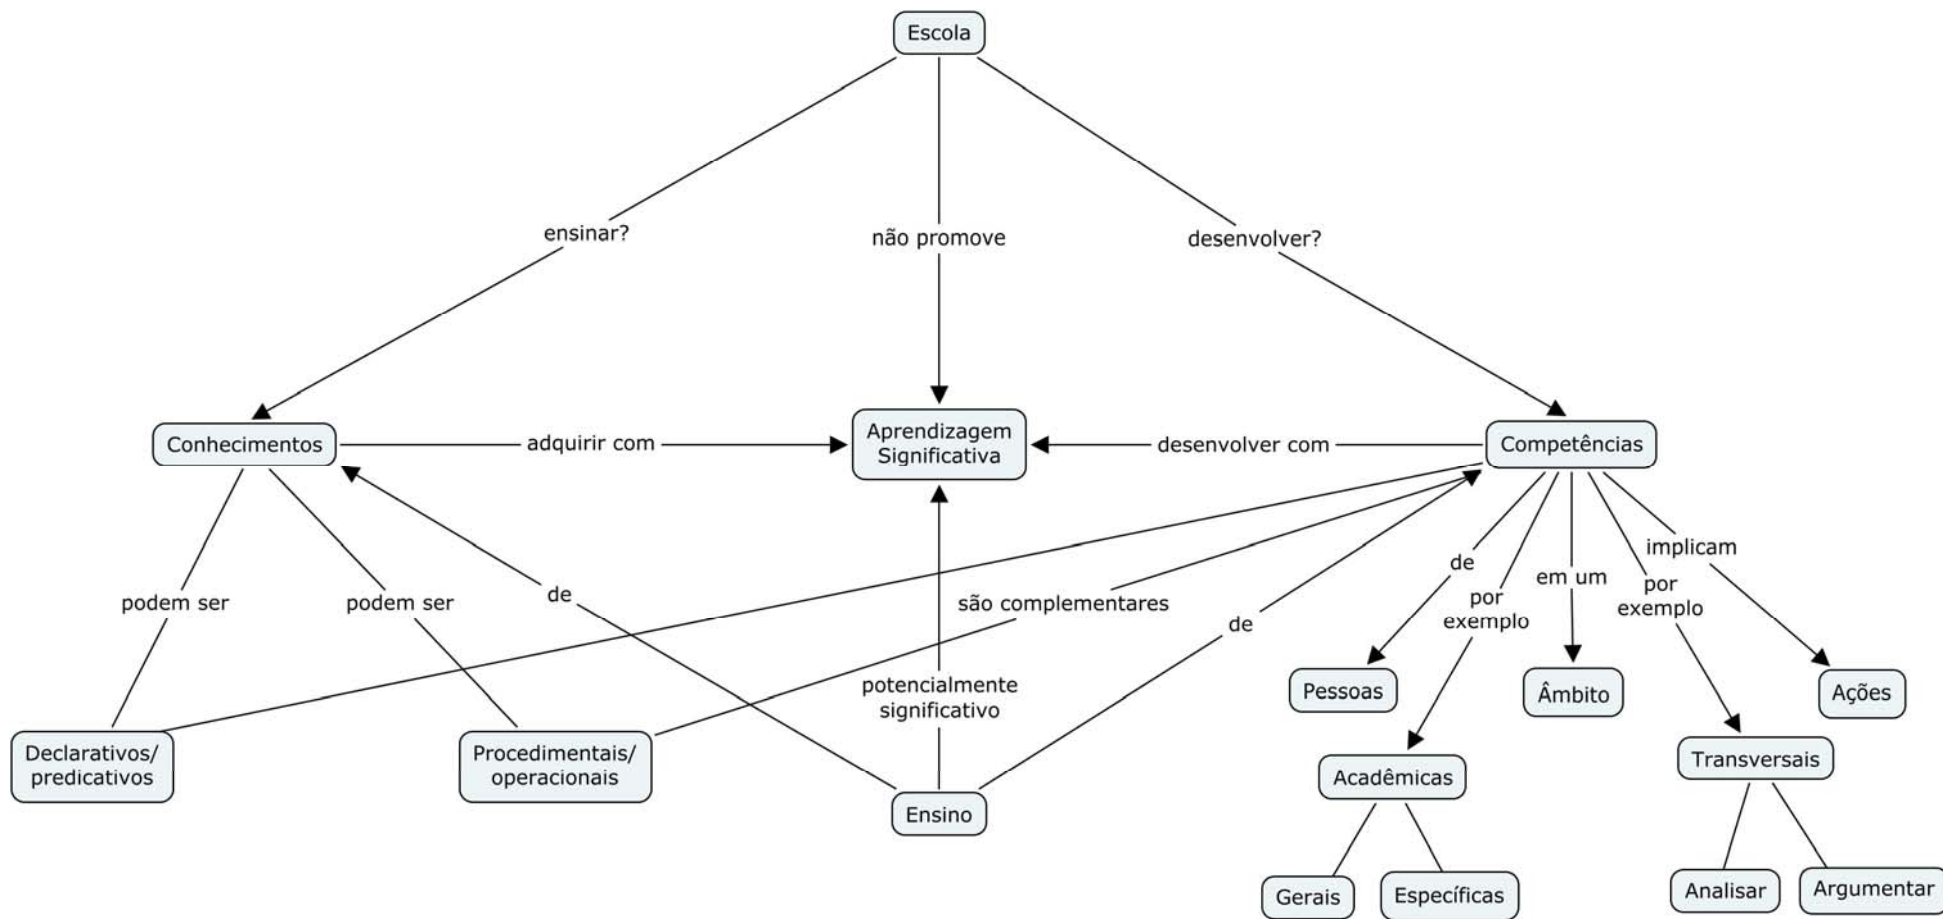 Escola
ensinar?
não promove
desenvolver?
Conhecimentos
adquirir com
Aprendizagem
Significativa
desenvolver com
Competências
podem ser
podem ser
de
são complementares
de
de
por
exemplo
em um
por
exemplo
implicam
potencialmente
significativo
Pessoas
Âmbito
Ações
Declarativos/
predicativos
Procedimentais/
operacionais
Ensino
Acadêmicas
Transversais
Gerais
Específicas
Analisar
Argumentar